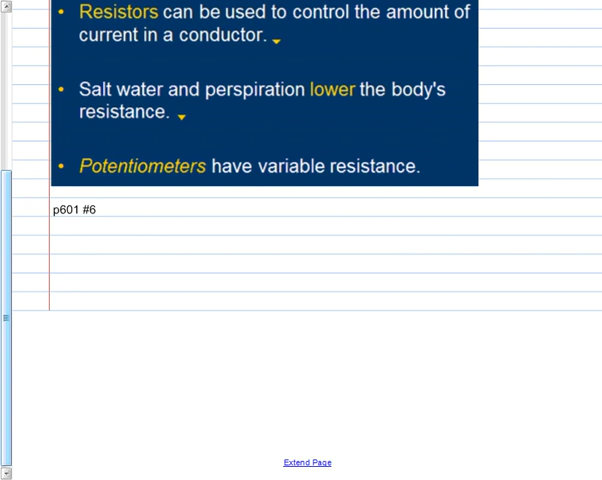 • Resistors can be used to control the amount of
current in a conductor.
• Salt water and perspiration lower the body's
resistance.
• Potentiometers have variable resistance.
p601 #6
Extend Page